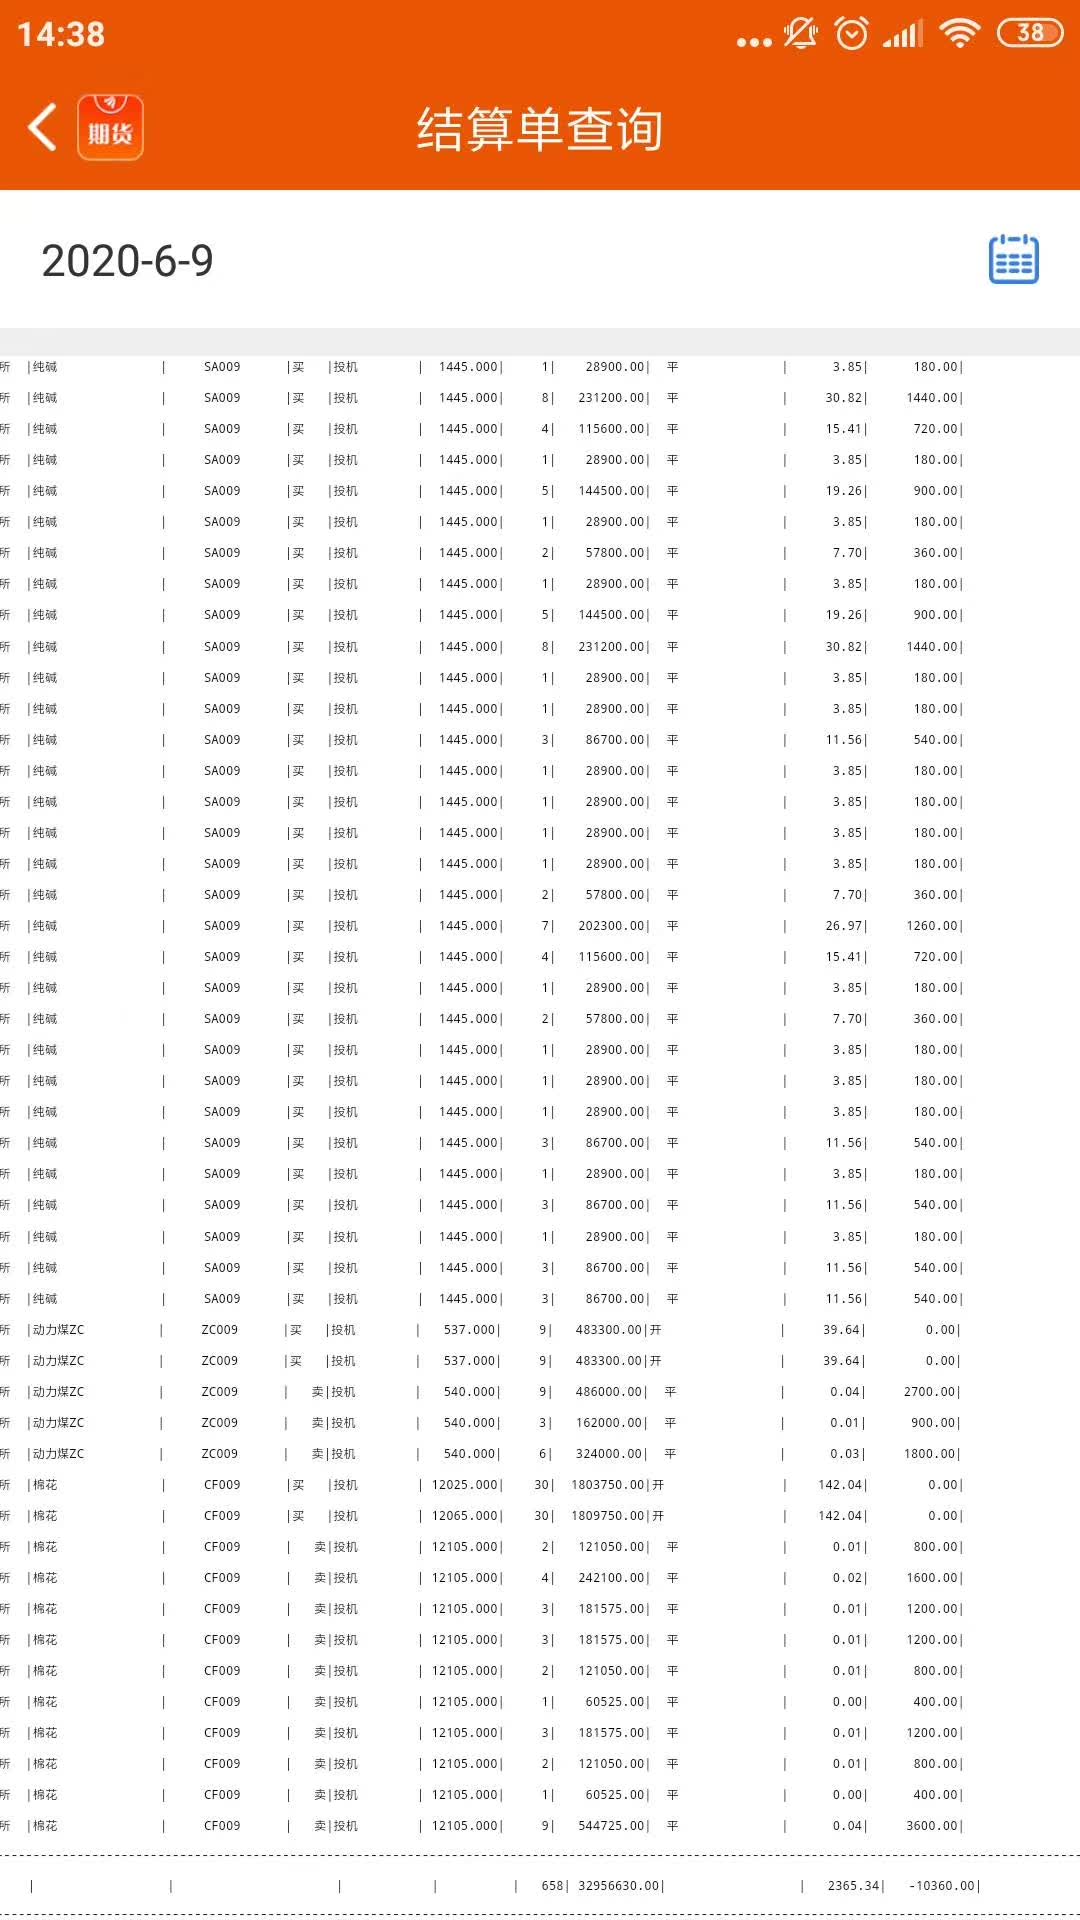 14:38
38
期货
结算单查询
2020-6-9
所 |纯碱 | SA009 |买 |投机 | 1445.000| 1| 28900.00| 平 | 3.85| 180.00|
所 |纯碱 | SA009 |买 |投机 | 1445.000| 8| 231200.00| 平 | 30.82| 1440.00|
所 |纯碱 | SA009 |买 |投机 | 1445.000| 4| 115600.00| 平 | 15.41| 720.00|
所 |纯碱 | SA009 |买 |投机 | 1445.000| 1| 28900.00| 平 | 3.85| 180.00|
所 |纯碱 | SA009 |买 |投机 | 1445.000| 5| 144500.00| 平 | 19.26| 900.00|
所 |纯碱 | SA009 |买 |投机 | 1445.000| 1| 28900.00| 平 | 3.85| 180.00|
所 |纯碱 | SA009 |买 |投机 | 1445.000| 2| 57800.00| 平 | 7.70| 360.00|
所 |纯碱 | SA009 |买 |投机 | 1445.000| 1| 28900.00| 平 | 3.85| 180.00|
所 |纯碱 | SA009 |买 |投机 | 1445.000| 5| 144500.00| 平 | 19.26| 900.00|
所 |纯碱 | SA009 |买 |投机 | 1445.000| 8| 231200.00| 平 | 30.82| 1440.00|
所 |纯碱 | SA009 |买 |投机 | 1445.000| 1| 28900.00| 平 | 3.85| 180.00|
所 |纯碱 | SA009 |买 |投机 | 1445.000| 1| 28900.00| 平 | 3.85| 180.00|
所 |纯碱 | SA009 |买 |投机 | 1445.000| 3| 86700.00| 平 | 11.56| 540.00|
所 |纯碱 | SA009 |买 |投机 | 1445.000| 1| 28900.00| 平 | 3.85| 180.00|
所 |纯碱 | SA009 |买 |投机 | 1445.000| 1| 28900.00| 平 | 3.85| 180.00|
所 |纯碱 | SA009 |买 |投机 | 1445.000| 1| 28900.00| 平 | 3.85| 180.00|
所 |纯碱 | SA009 |买 |投机 | 1445.000| 1| 28900.00| 平 | 3.85| 180.00|
所 |纯碱 | SA009 |买 |投机 | 1445.000| 2| 57800.00| 平 | 7.70| 360.00|
所 |纯碱 | SA009 |买 |投机 | 1445.000| 7| 202300.00| 平 | 26.97| 1260.00|
所 |纯碱 | SA009 |买 |投机 | 1445.000| 4| 115600.00| 平 | 15.41| 720.00|
所 |纯碱 | SA009 |买 |投机 | 1445.000| 1| 28900.00| 平 | 3.85| 180.00|
所 |纯碱 | SA009 |买 |投机 | 1445.000| 2| 57800.00| 平 | 7.70| 360.00|
所 |纯碱 | SA009 |买 |投机 | 1445.000| 1| 28900.00| 平 | 3.85| 180.00|
所 |纯碱 | SA009 |买 |投机 | 1445.000| 1| 28900.00| 平 | 3.85| 180.00|
所 |纯碱 | SA009 |买 |投机 | 1445.000| 1| 28900.00| 平 | 3.85| 180.00|
所 |纯碱 | SA009 |买 |投机 | 1445.000| 3| 86700.00| 平 | 11.56| 540.00|
所 |纯碱 | SA009 |买 |投机 | 1445.000| 1| 28900.00| 平 | 3.85| 180.00|
所 |纯碱 | SA009 |买 |投机 | 1445.000| 3| 86700.00| 平 | 11.56| 540.00|
所 |纯碱 | SA009 |买 |投机 | 1445.000| 1| 28900.00| 平 | 3.85| 180.00|
所 |纯碱 | SA009 |买 |投机 | 1445.000| 3| 86700.00| 平 | 11.56| 540.00|
所 |纯碱 | SA009 |买 |投机 | 1445.000| 3| 86700.00| 平 | 11.56| 540.00|
所 |动力煤ZC | ZC009 |买 |投机 | 537.000| 9| 483300.00|开 | 39.64| 0.00|
所 |动力煤ZC | ZC009 |买 |投机 | 537.000| 9| 483300.00|开 | 39.64| 0.00|
所 |动力煤ZC | ZC009 | 卖|投机 | 540.000| 9| 486000.00| 平 | 0.04| 2700.00|
所 |动力煤ZC | ZC009 | 卖|投机 | 540.000| 3| 162000.00| 平 | 0.01| 900.00|
所 |动力煤ZC | ZC009 | 卖|投机 | 540.000| 6| 324000.00| 平 | 0.03| 1800.00|
所 |棉花 | CF009 |买 |投机 | 12025.000| 30| 1803750.00|开 | 142.04| 0.00|
所 |棉花 | CF009 |买 |投机 | 12065.000| 30| 1809750.00|开 | 142.04| 0.00|
所 |棉花 | CF009 | 卖|投机 | 12105.000| 2| 121050.00| 平 | 0.01| 800.00|
所 |棉花 | CF009 | 卖|投机 | 12105.000| 4| 242100.00| 平 | 0.02| 1600.00|
所 |棉花 | CF009 | 卖|投机 | 12105.000| 3| 181575.00| 平 | 0.01| 1200.00|
所 |棉花 | CF009 | 卖|投机 | 12105.000| 3| 181575.00| 平 | 0.01| 1200.00|
所 |棉花 | CF009 | 卖|投机 | 12105.000| 2| 121050.00| 平 | 0.01| 800.00|
所 |棉花 | CF009 | 卖|投机 | 12105.000| 1| 60525.00| 平 | 0.00| 400.00|
所 |棉花 | CF009 | 卖|投机 | 12105.000| 3| 181575.00| 平 | 0.01| 1200.00|
所 |棉花 | CF009 | 卖|投机 | 12105.000| 2| 121050.00| 平 | 0.01| 800.00|
所 |棉花 | CF009 | 卖|投机 | 12105.000| 1| 60525.00| 平 | 0.00| 400.00|
所 |棉花 | CF009 | 卖|投机 | 12105.000| 9| 544725.00| 平 | 0.04| 3600.00|
| | | | | 658| 32956630.00| | 2365.34| -10360.00|